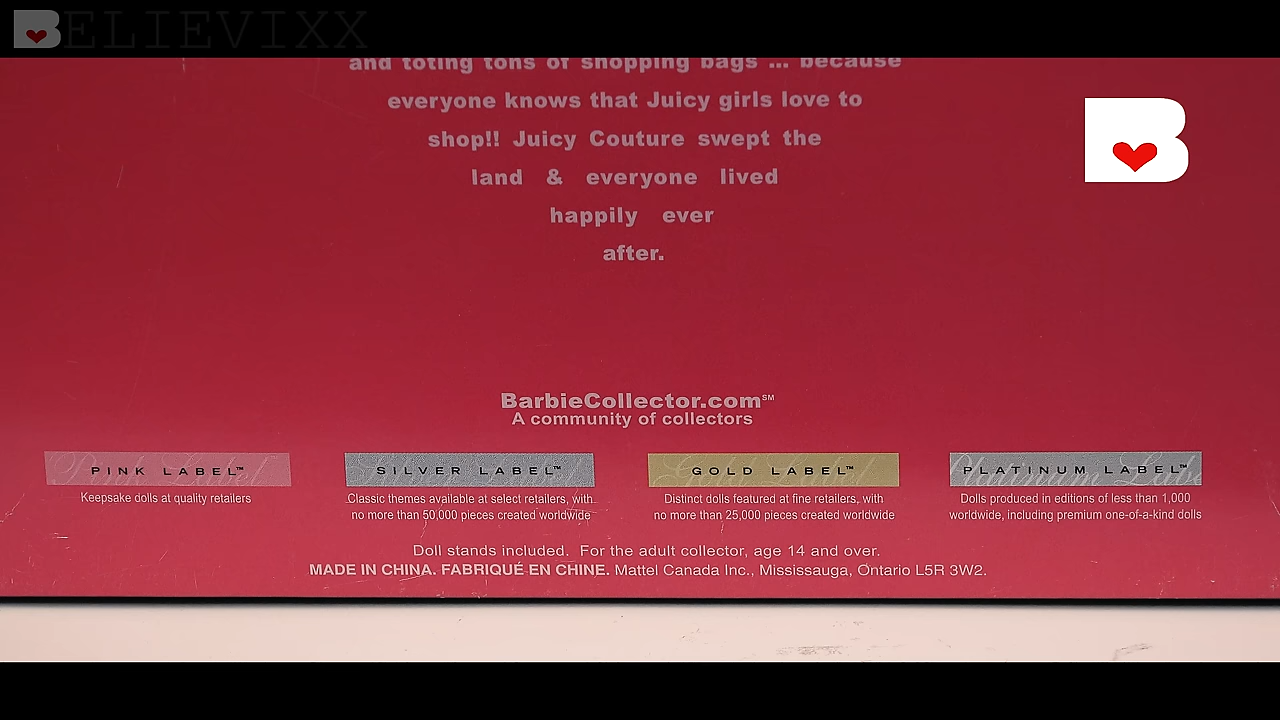 BELIEVIXX
and toting tons of shopping bags ... because
everyone knows that Juicy girls love to
shop!! Juicy Couture swept the
land & everyone lived
happily ever
after.
B
BarbieCollector.com℠
A community of collectors
PINK LABEL™
Keepsake dolls at quality retailers
SILVER LABEL™
Classic themes available at select retailers, with
no more than 50,000 pieces created worldwide
GOLD LABEL™
Distinct dolls featured at fine retailers, with
no more than 25,000 pieces created worldwide
PLATINUM LABEL™
Dolls produced in editions of less than 1,000
worldwide, including premium one-of-a-kind dolls
Doll stands included. For the adult collector, age 14 and over.
MADE IN CHINA. FABRIQUÉ EN CHINE. Mattel Canada Inc., Mississauga, Ontario L5R 3W2.